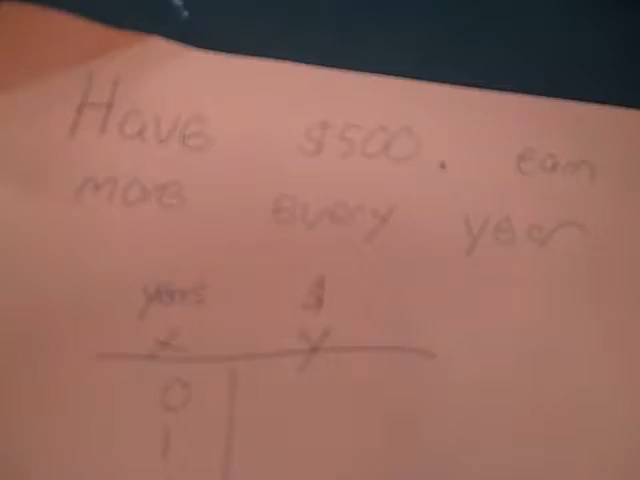 Have $500. earn
more every year
years $
x y
0
1